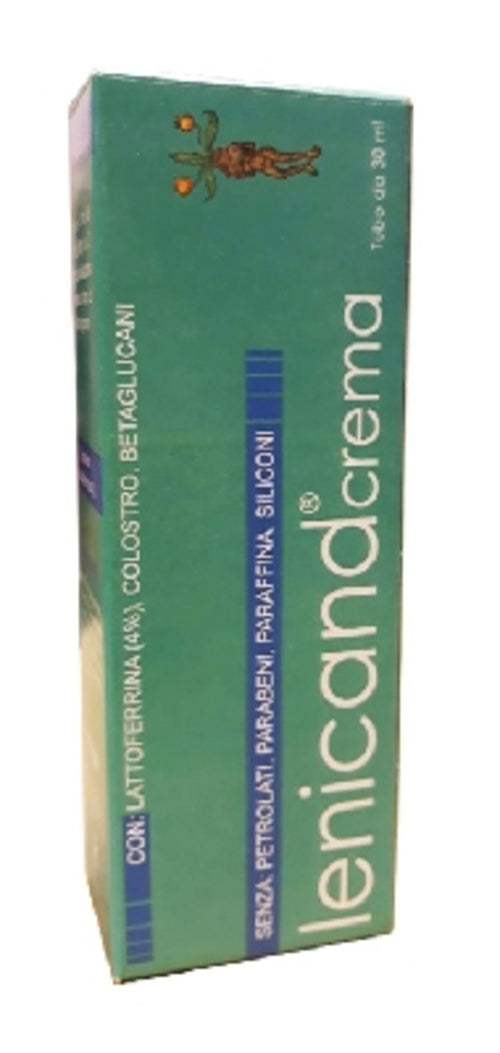 CON: LATTOFERRINA (4%), COLOSTRO, BETAGLUCANI
SENZA: PETROLATI, PARABENI, PARAFFINA, SILICONI
lenicand® crema
Tubo da 30 ml